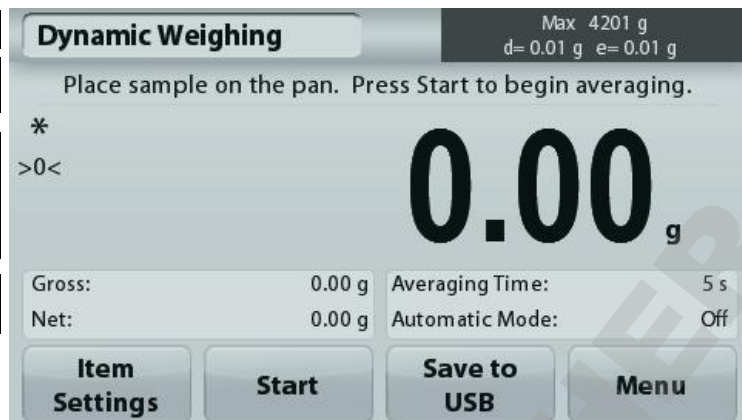 Dynamic Weighing
Max 4201 g
d= 0.01 g e= 0.01 g
Place sample on the pan. Press Start to begin averaging.
*
>0<
0.00 g
Gross: 0.00 g
Net: 0.00 g
Averaging Time: 5 s
Automatic Mode: Off
Item Settings
Start
Save to USB
Menu